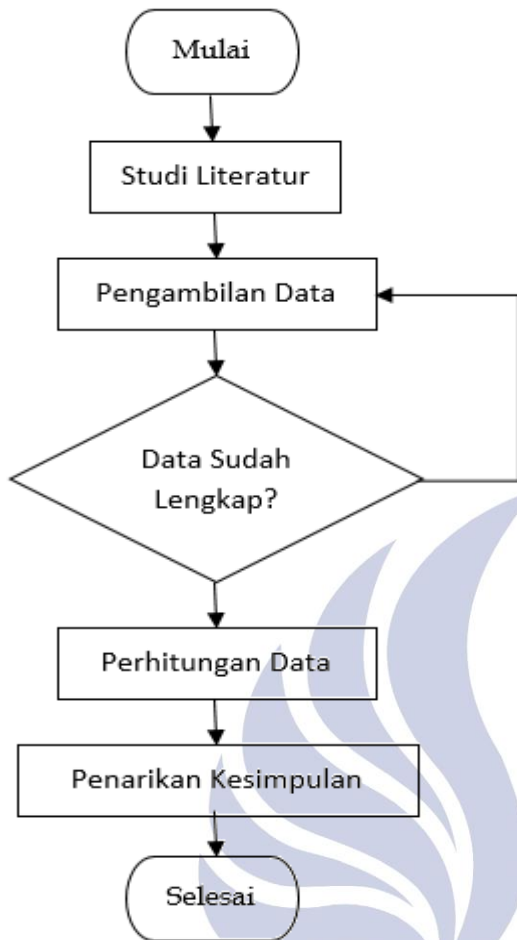 Mulai
Studi Literatur
Pengambilan Data
Data Sudah
Lengkap?
Perhitungan Data
Penarikan Kesimpulan
Selesai